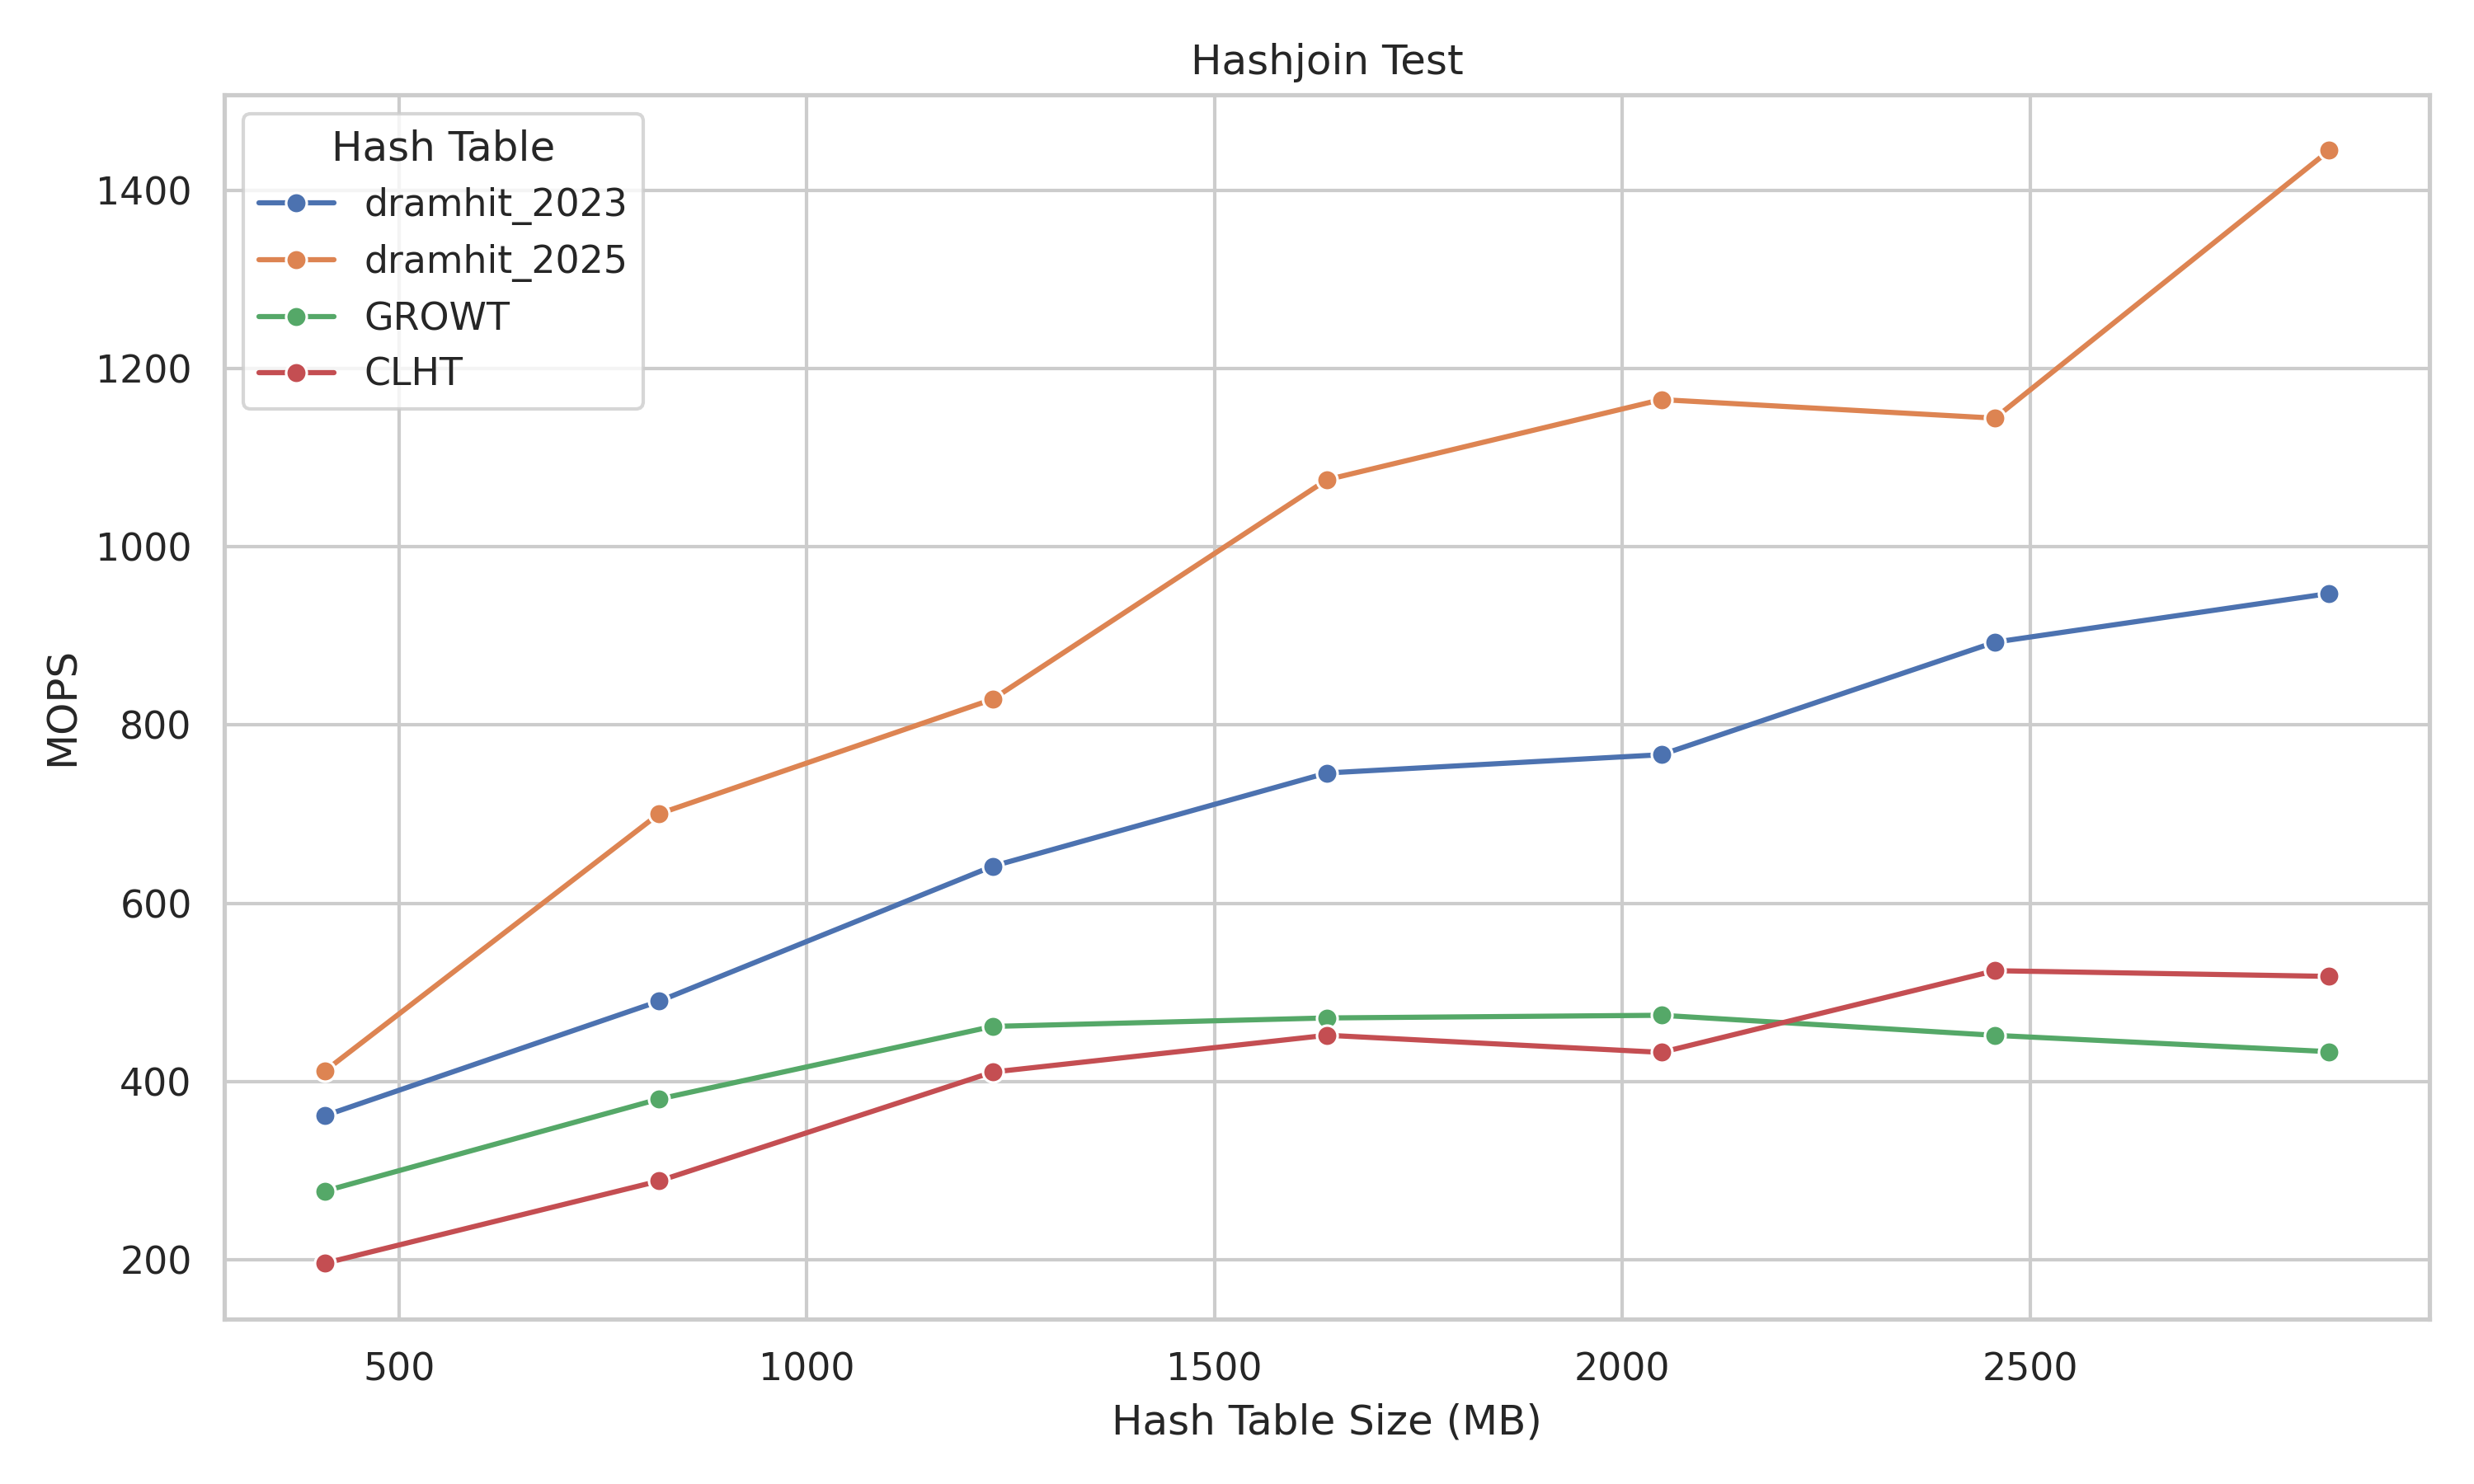 Hashjoin Test
Hash Table
dramhit_2023
dramhit_2025
GROWT
CLHT
MOPS
1400
1200
1000
800
600
400
200
500 1000 1500 2000 2500
Hash Table Size (MB)